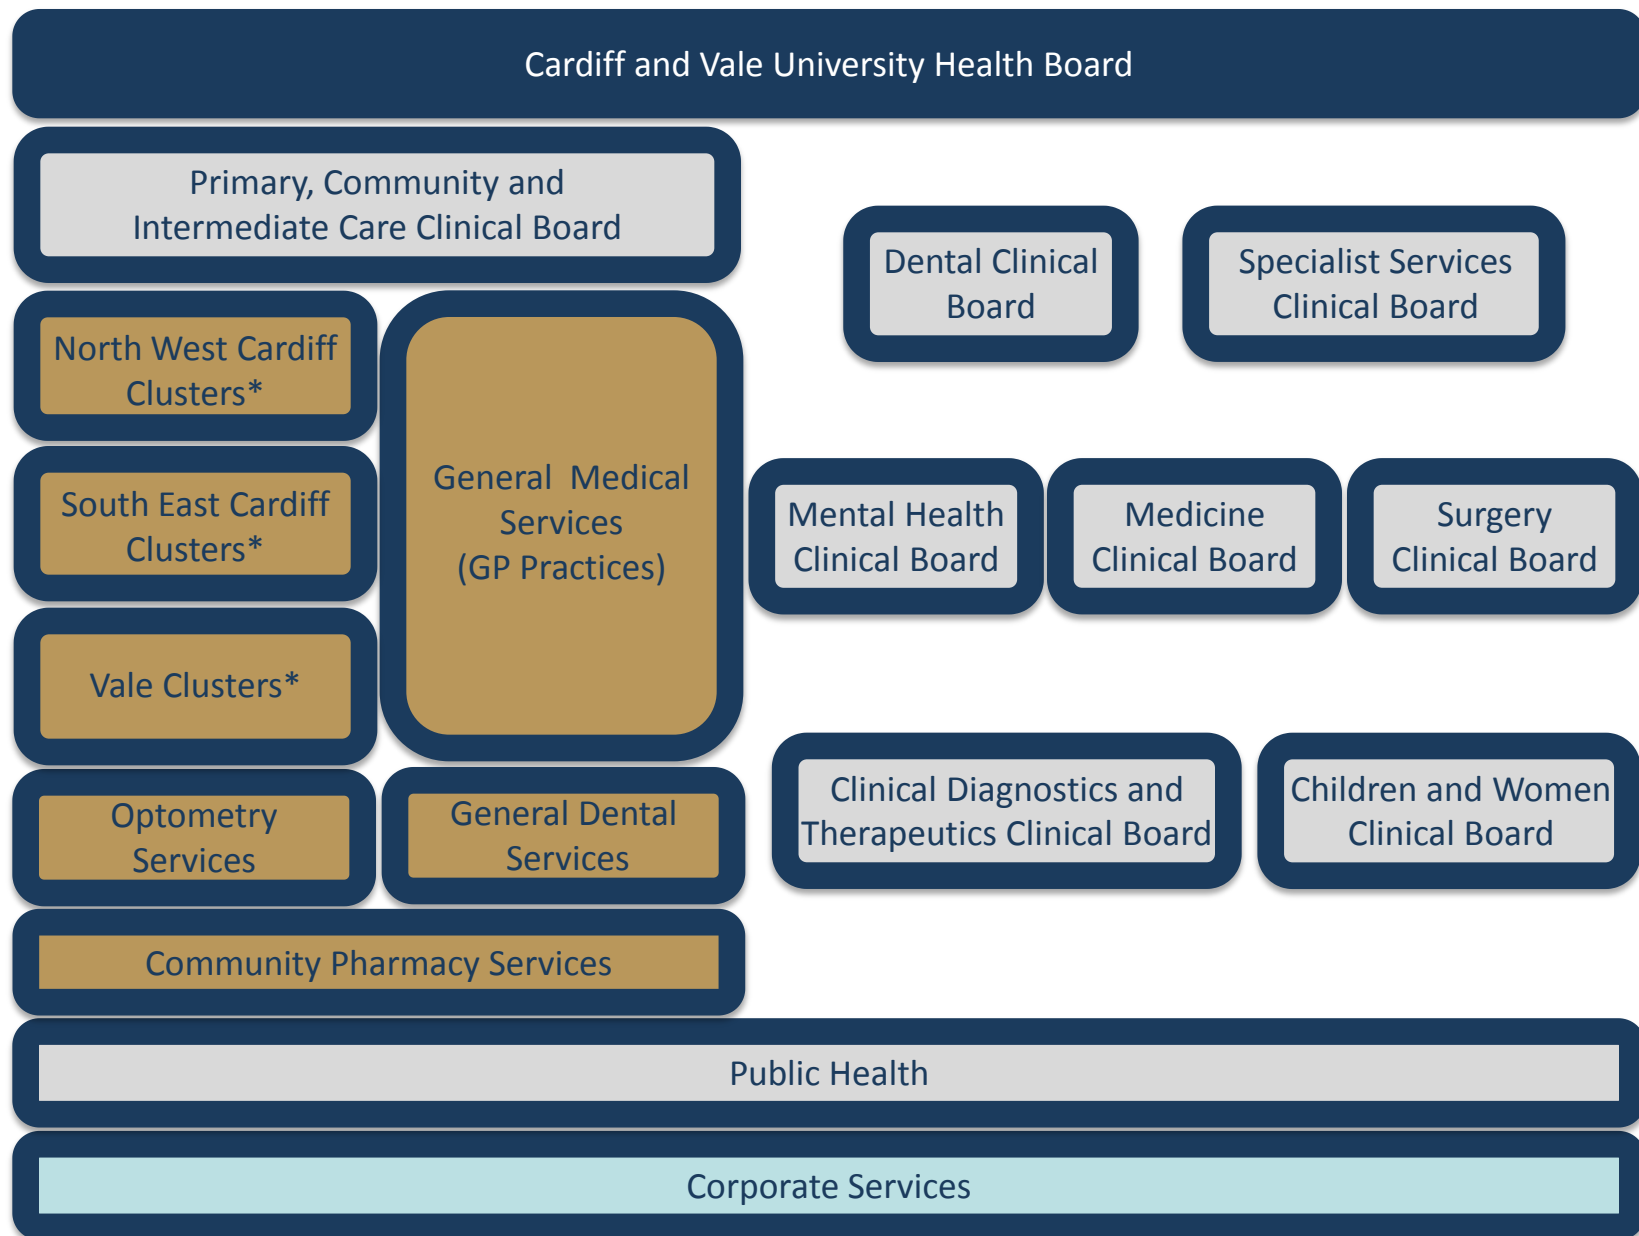 Cardiff and Vale University Health Board
Primary, Community and
Intermediate Care Clinical Board
Dental Clinical
Board
Specialist Services
Clinical Board
North West Cardiff
Clusters*
General Medical
Services
(GP Practices)
South East Cardiff
Clusters*
Mental Health
Clinical Board
Medicine
Clinical Board
Surgery
Clinical Board
Vale Clusters*
Optometry
Services
General Dental
Services
Clinical Diagnostics and
Therapeutics Clinical Board
Children and Women
Clinical Board
Community Pharmacy Services
Public Health
Corporate Services